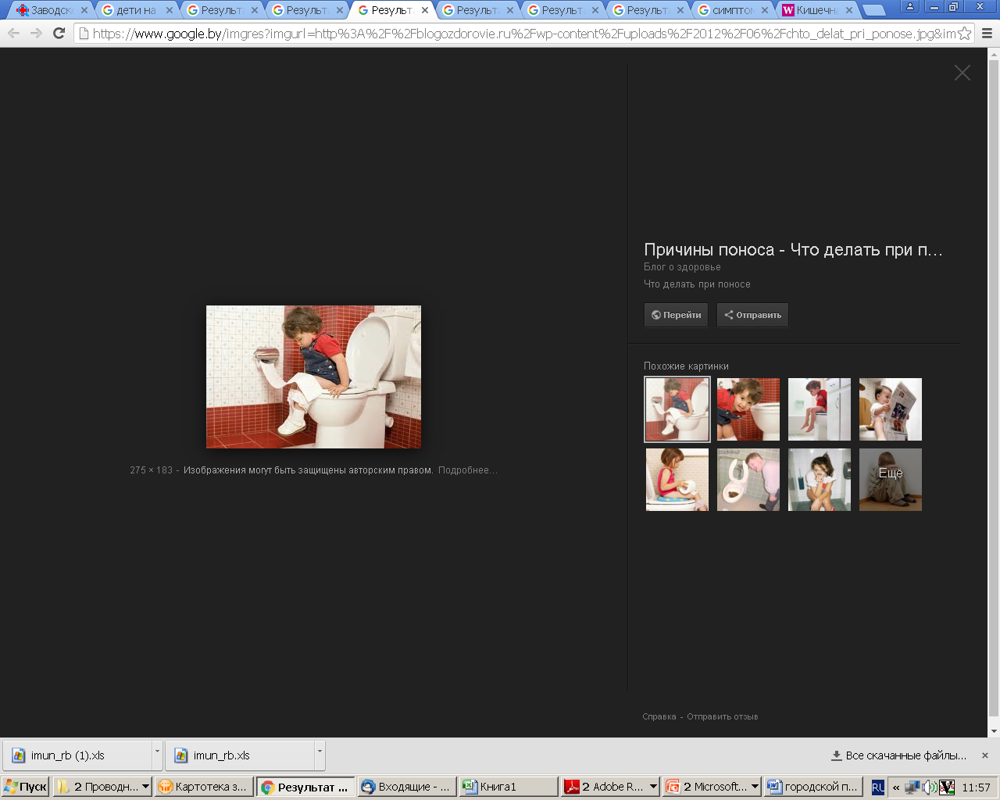 Заводск
дети на
Результ
Результ
Результ
Результ
Результ
Результ
симптом
Кишечн
https://www.google.by/imgres?imgurl=http%3A%2F%2Fblogozdorovie.ru%2Fwp-content%2Fuploads%2F2012%2F06%2Fchto_delat_pri_ponose.jpg&im
Причины поноса - Что делать при п...
Блог о здоровье
Что делать при поносе
Перейти
Отправить
Похожие картинки
Ещё
275 × 183 - Изображения могут быть защищены авторским правом. Подробнее...
Справка - Отправить отзыв
imun_rb (1).xls
imun_rb.xls
Все скачанные файлы...
Пуск
2 Проводн...
Картотека з...
Результат ...
Входящие - ...
Книга1
2 Adobe R...
2 Microsoft...
городской п...
RU
«
11:57